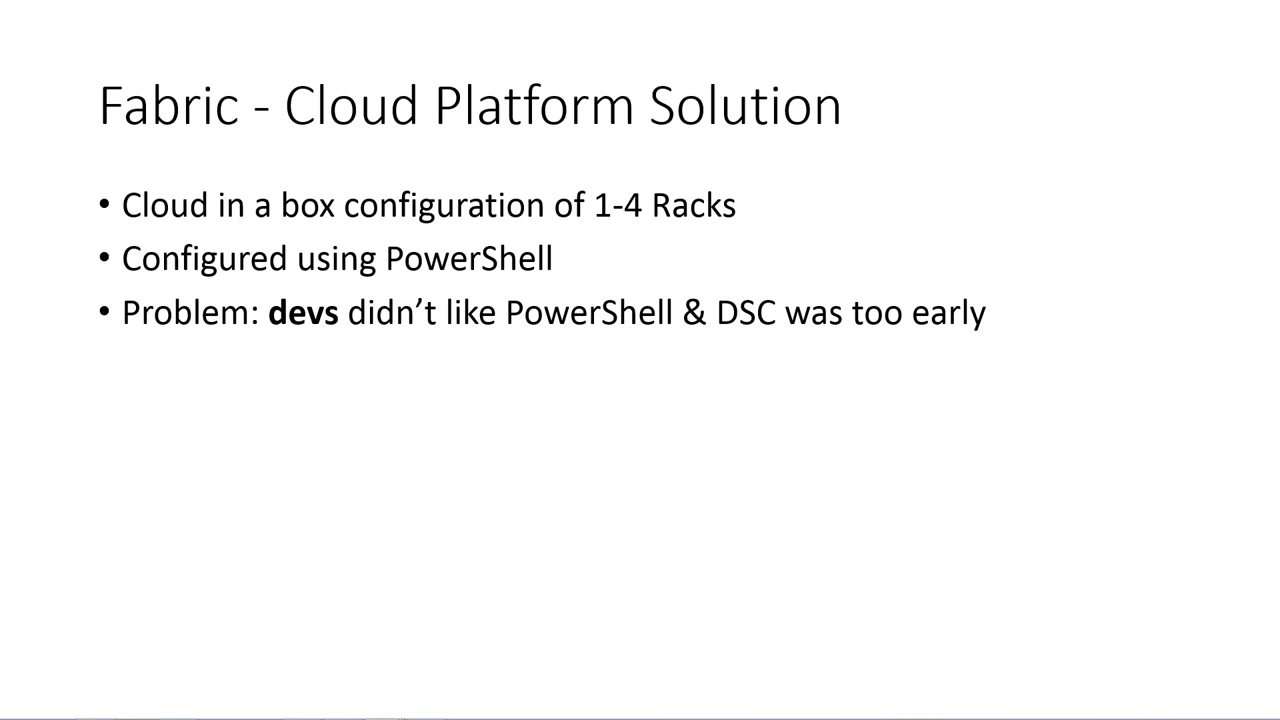 Fabric - Cloud Platform Solution
• Cloud in a box configuration of 1-4 Racks
• Configured using PowerShell
• Problem: devs didn’t like PowerShell & DSC was too early